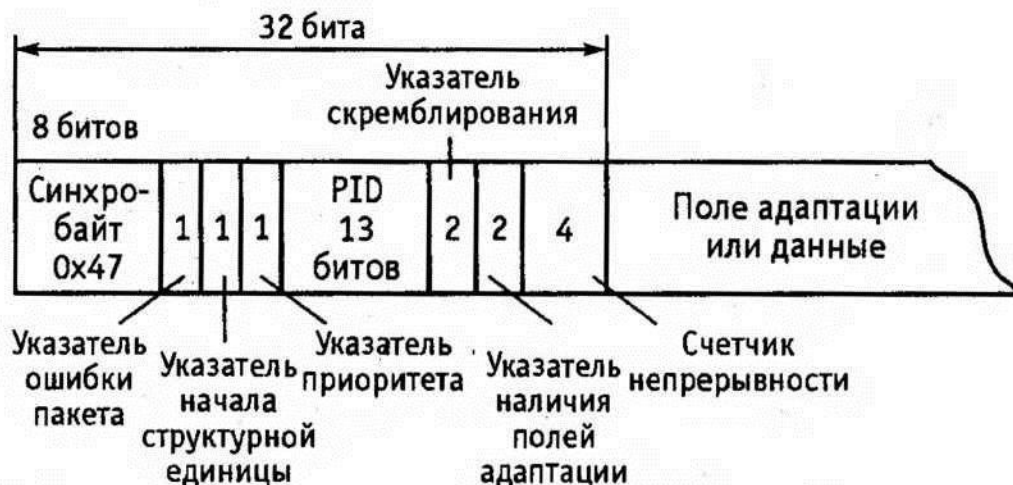 32 бита
Указатель
скремблирования
8 битов
Синхро-
байт
0x47
1
1
1
PID
13
битов
2
2
4
Поле адаптации
или данные
Указатель
ошибки
пакета
Указатель
начала
структурной
единицы
Указатель
приоритета
Указатель
наличия
полей
адаптации
Счетчик
непрерывности